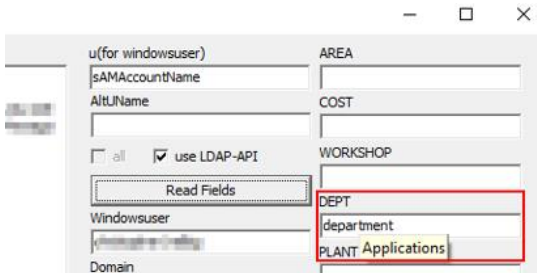 u(for windowsuser)
sAMAccountName
AltUName
all
use LDAP-API
Read Fields
Windowsuser
Domain
AREA
COST
WORKSHOP
DEPT
department
PLANT
Applications